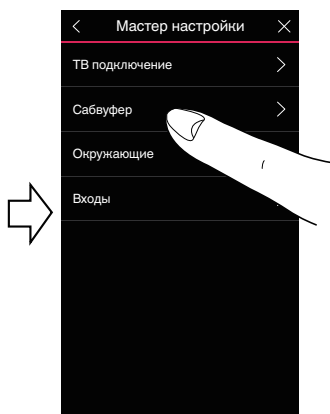 Мастер настройки
ТВ подключение
Сабвуфер
Окружающие
Входы